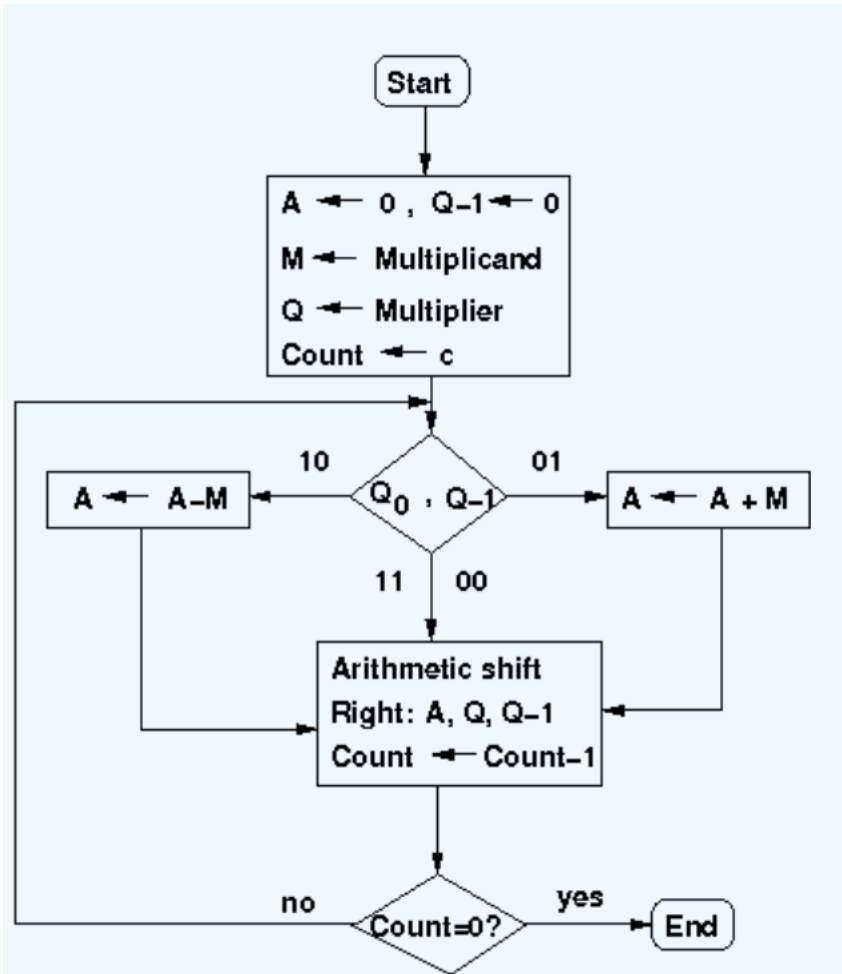 Start
A ← 0 , Q−1 ← 0
M ← Multiplicand
Q ← Multiplier
Count ← c
10
01
A ← A−M
Q₀ , Q−1
A ← A + M
11
00
Arithmetic shift
Right: A, Q, Q−1
Count ← Count−1
no
yes
Count=0?
End